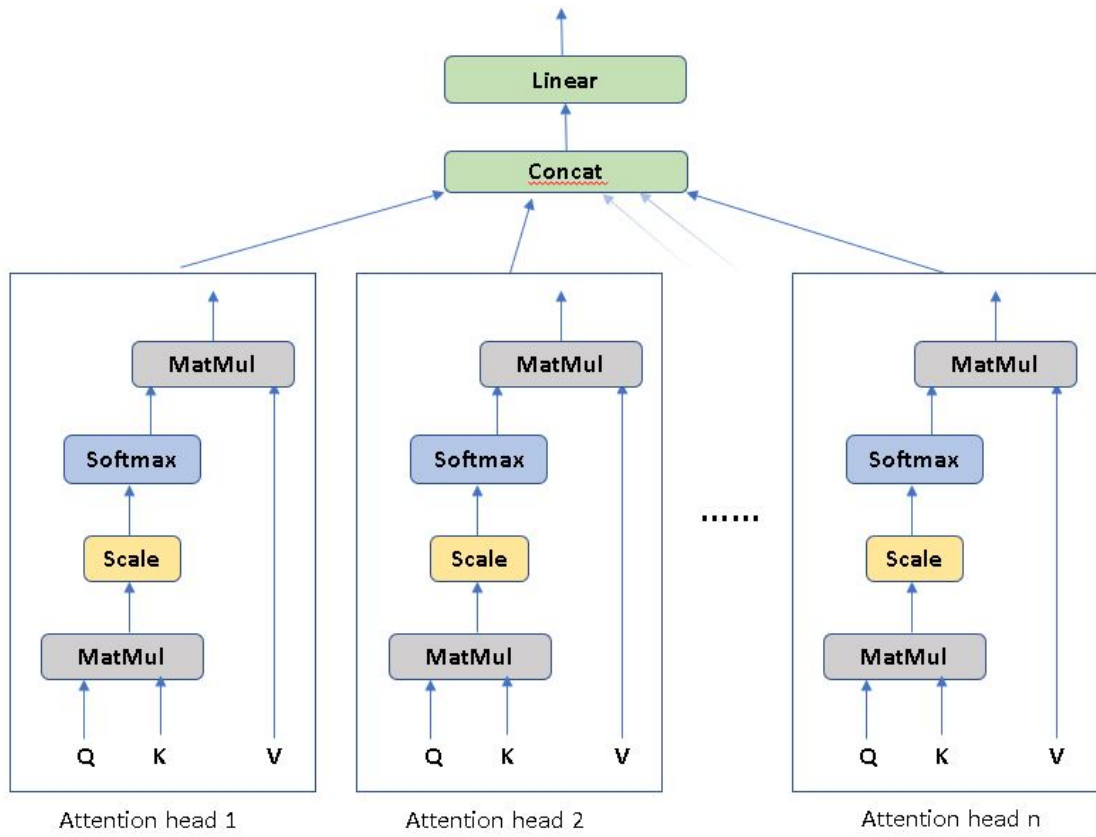 Linear
Concat
MatMul
Softmax
Scale
MatMul
Q K V
Attention head 1
MatMul
Softmax
Scale
MatMul
Q K V
Attention head 2
......
MatMul
Softmax
Scale
MatMul
Q K V
Attention head n